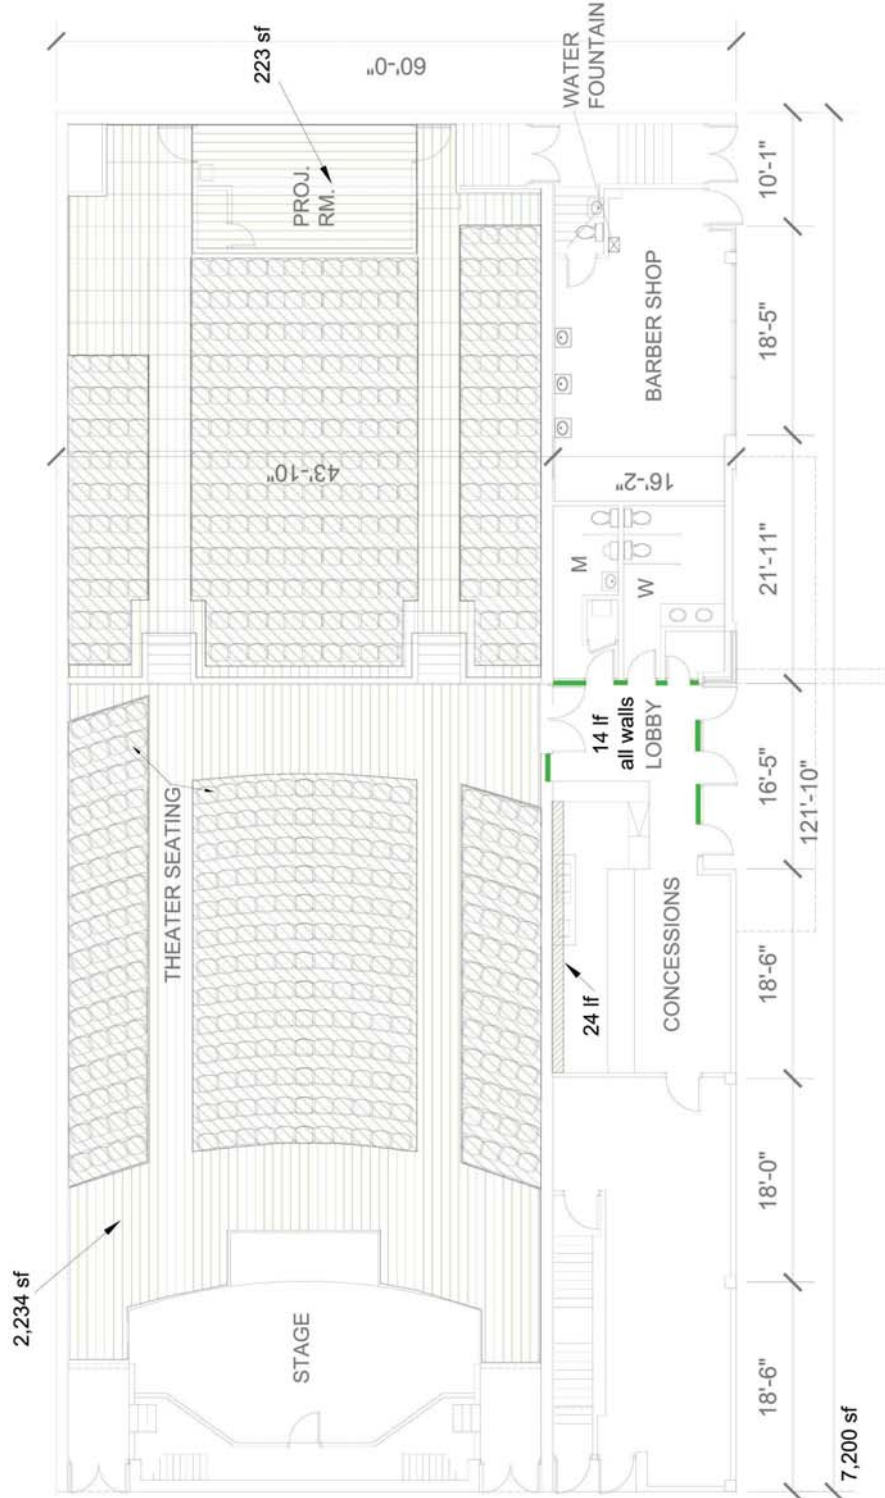 60'-0"
223 sf
WATER
FOUNTAIN
PROJ.
RM.
10'-1"
BARBER SHOP
18'-5"
43'-10"
16'-2"
M
W
21'-11"
14 lf
all walls
LOBBY
16'-5"
121'-10"
THEATER SEATING
24 lf
CONCESSIONS
18'-6"
18'-0"
2,234 sf
STAGE
18'-6"
7,200 sf